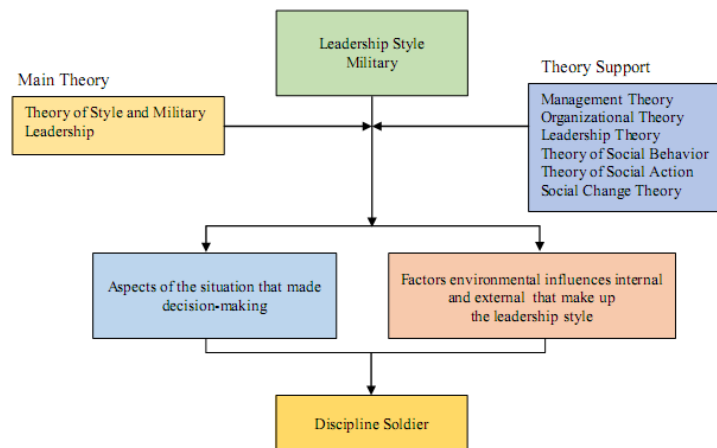 Leadership Style
Military
Main Theory
Theory of Style and Military
Leadership
Theory Support
Management Theory
Organizational Theory
Leadership Theory
Theory of Social Behavior
Theory of Social Action
Social Change Theory
Aspects of the situation that made
decision-making
Factors environmental influences internal
and external that make up
the leadership style
Discipline Soldier